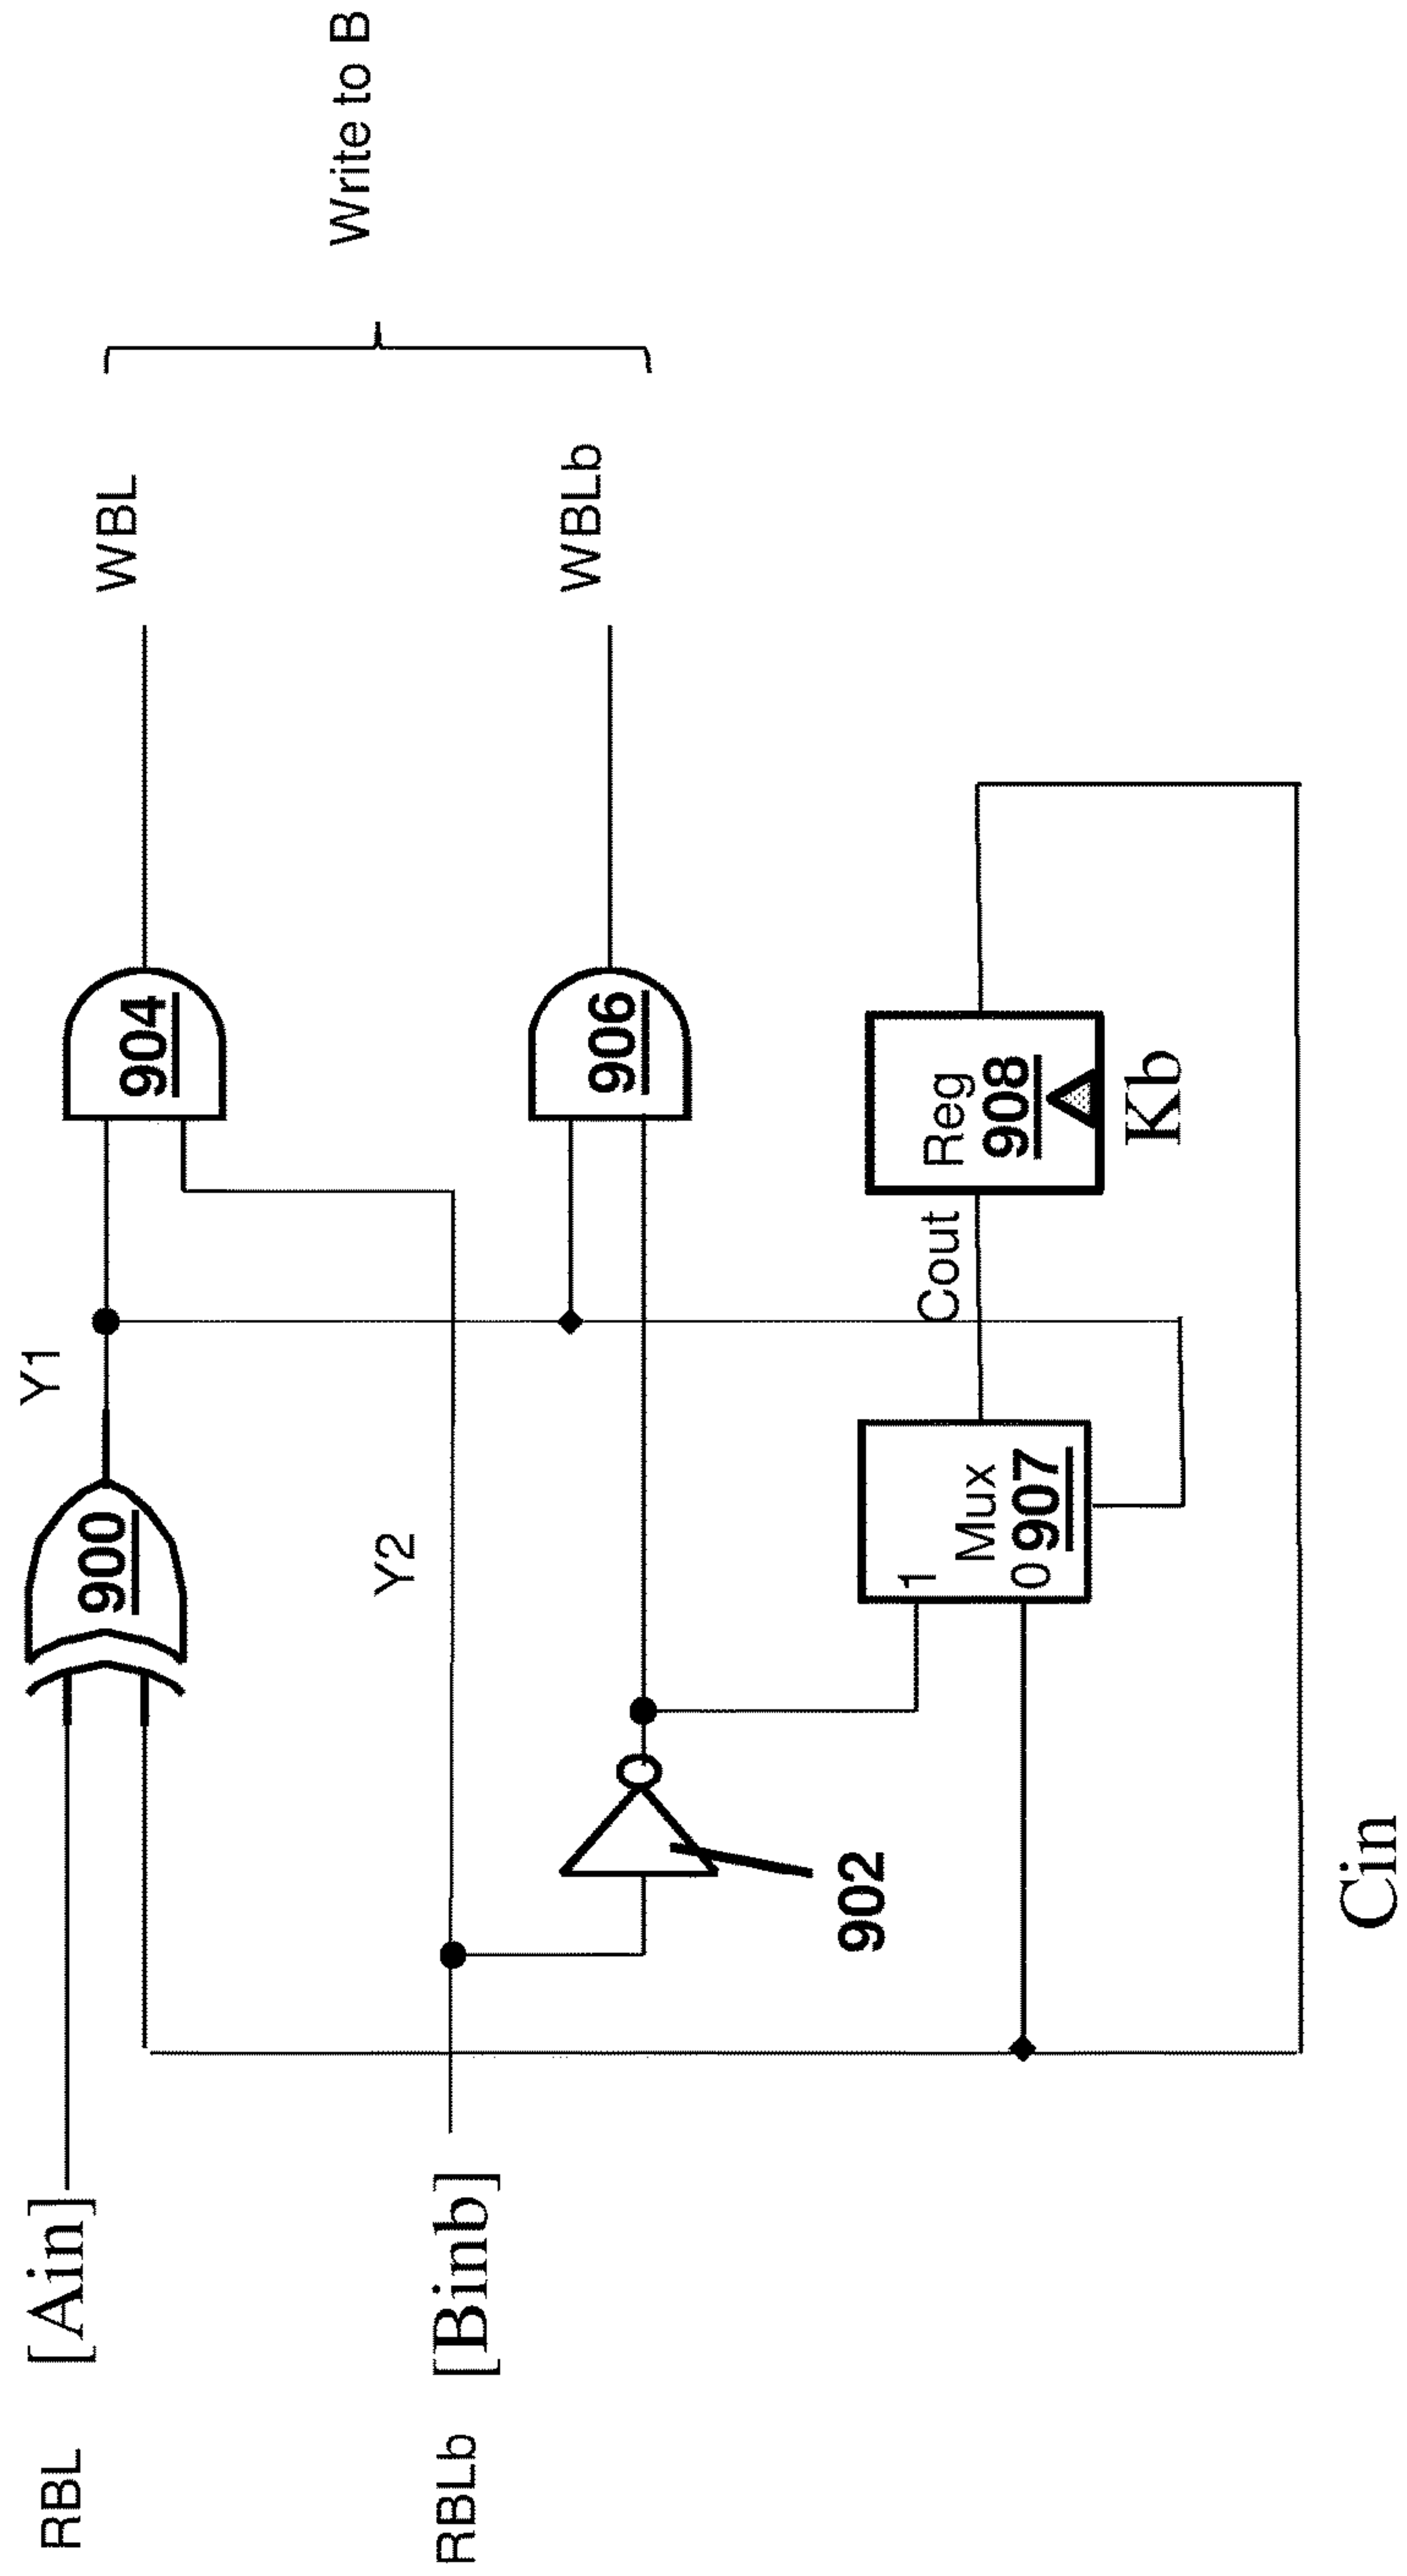 RBL [Ain]
900
Y1
904
WBL
Write to B
Y2
RBLb [Binb]
902
906
WBLb
1
Mux
0 907
Cout
Reg
908
Kb
Cin